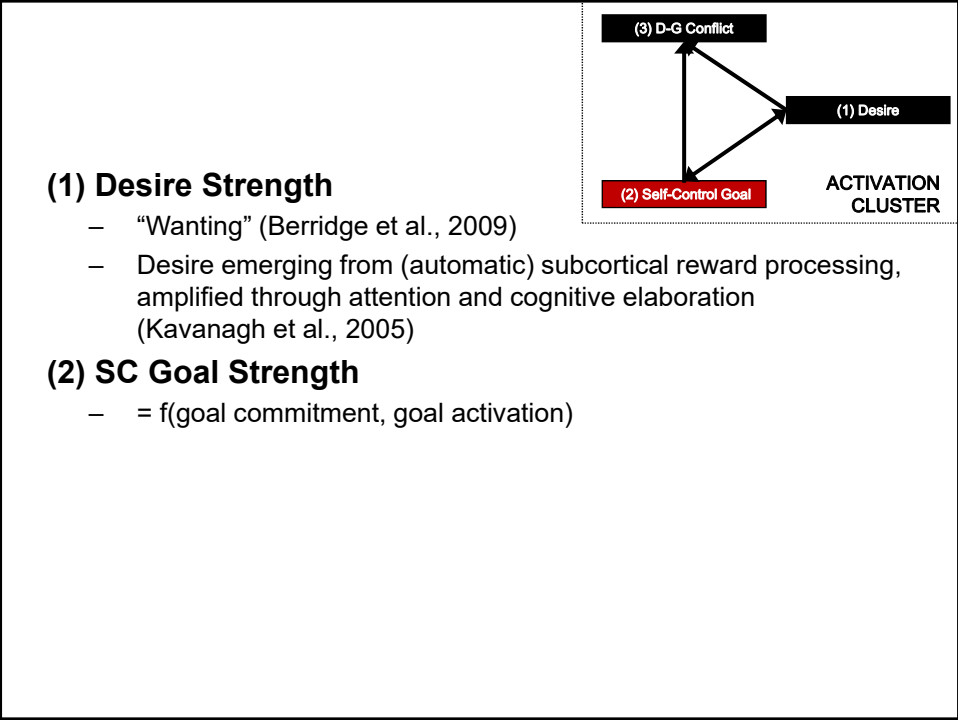 (3) D-G Conflict
(1) Desire
(2) Self-Control Goal
ACTIVATION
CLUSTER
(1) Desire Strength
– “Wanting” (Berridge et al., 2009)
– Desire emerging from (automatic) subcortical reward processing,
amplified through attention and cognitive elaboration
(Kavanagh et al., 2005)
(2) SC Goal Strength
– = f(goal commitment, goal activation)